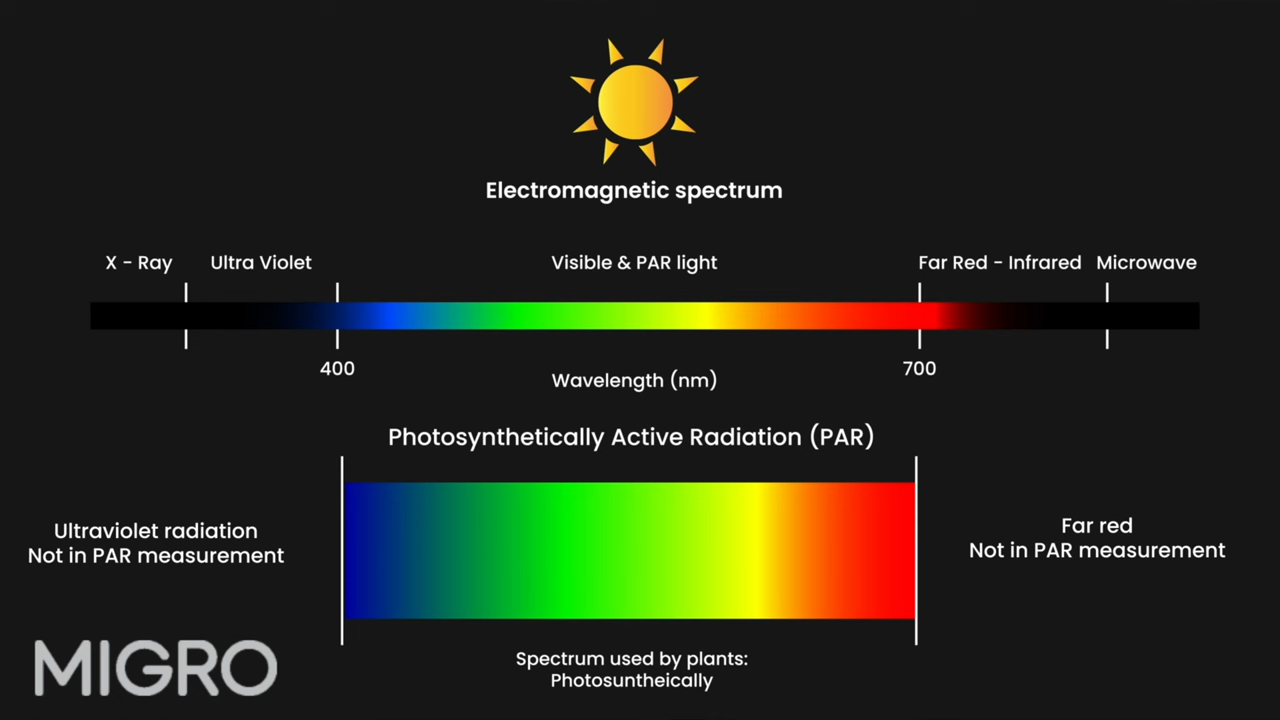 Electromagnetic spectrum
X - Ray
Ultra Violet
Visible & PAR light
Far Red - Infrared
Microwave
400
Wavelength (nm)
700
Photosynthetically Active Radiation (PAR)
Ultraviolet radiation
Not in PAR measurement
Far red
Not in PAR measurement
Spectrum used by plants:
Photosuntheically
MIGRO